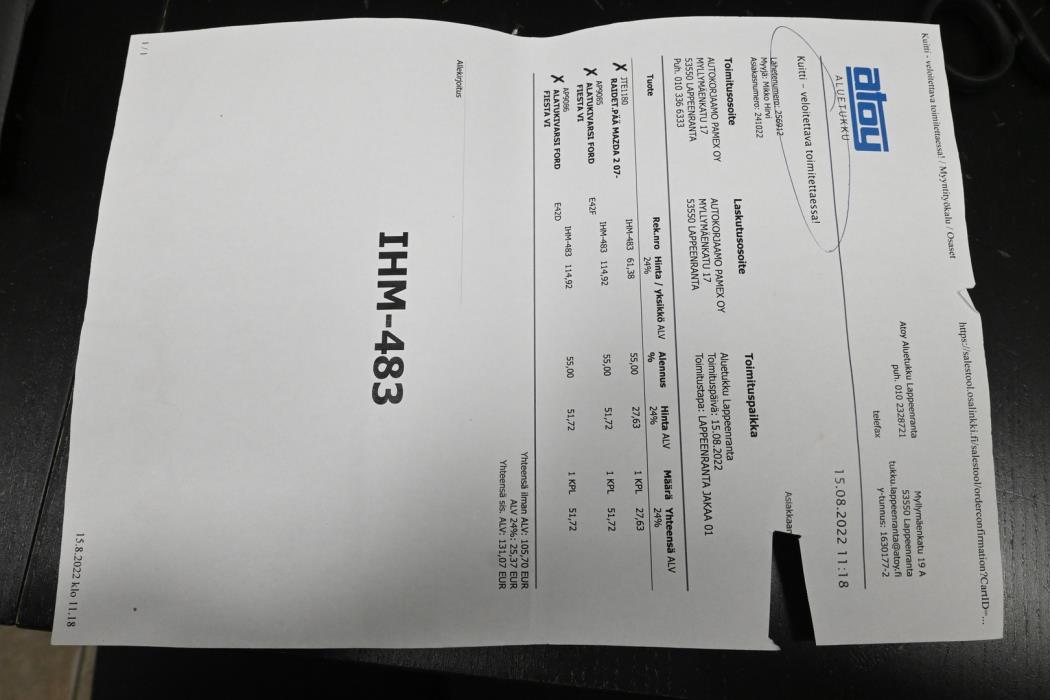 Kuitti - veloitettava toimitettaessa! / Myyntityökalu / Osaset
https://salestool.osalinkki.fi/salestool/orderconfirmation?CartID=...
atoy
ALUETUKKU
Atoy Aluetukku Lappeenranta
puh. 010 2328721
telefax
Myllymäenkatu 19 A
53550 Lappeenranta
tukku.lappeenranta@atoy.fi
y-tunnus: 1630177-2
Kuitti - veloitettava toimitettaessa!
15.08.2022 11:18
Lähetenumero: 256912
Myyjä: Mikko Hirvi
Asiakasnumero: 241022
Asiakkaan
Toimitusosoite
AUTOKORJAAMO PAMEX OY
MYLLYMÄENKATU 17
53550 LAPPEENRANTA
Puh. 010 336 6333
Laskutusosoite
AUTOKORJAAMO PAMEX OY
MYLLYMÄENKATU 17
53550 LAPPEENRANTA
Toimituspaikka
Aluetukku Lappeenranta
Toimituspäivä: 15.08.2022
Toimitustapa: LAPPEENRANTA JAKAA 01
Tuote Rek.nro Hinta / yksikkö ALV 24% Alennus % Hinta ALV 24% Määrä Yhteensä ALV 24%
X JTE1180 IHM-483 61,38 55,00 27,63 1 KPL 27,63
RAIDET.PÄÄ MAZDA 2 07-
X AP9085 E42F IHM-483 114,92 55,00 51,72 1 KPL 51,72
ALATUKIVARSI FORD
FIESTA VI
X AP9086 E42D IHM-483 114,92 55,00 51,72 1 KPL 51,72
ALATUKIVARSI FORD
FIESTA VI
Yhteensä ilman ALV: 105,70 EUR
ALV 24%: 25,37 EUR
Yhteensä sis. ALV: 131,07 EUR
Allekirjoitus
IHM-483
1 / 1
15.8.2022 klo 11.18